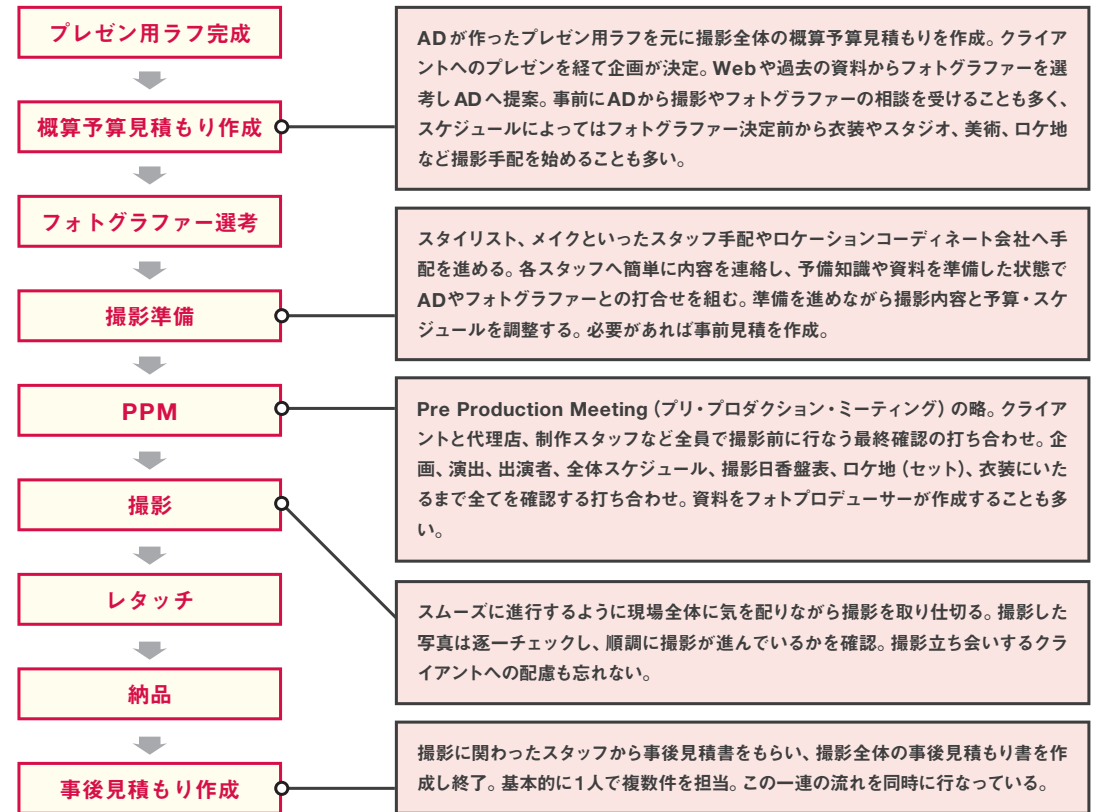 プレゼン用ラフ完成
概算予算見積もり作成
ADが作ったプレゼン用ラフを元に撮影全体の概算予算見積もりを作成。クライア
ントへのプレゼンを経て企画が決定。Webや過去の資料からフォトグラファーを選
考しADへ提案。事前にADから撮影やフォトグラファーの相談を受けることも多く、
スケジュールによってはフォトグラファー決定前から衣装やスタジオ、美術、ロケ地
など撮影手配を始めることも多い。
フォトグラファー選考
撮影準備
スタイリスト、メイクといったスタッフ手配やロケーションコーディネート会社へ手
配を進める。各スタッフへ簡単に内容を連絡し、予備知識や資料を準備した状態で
ADやフォトグラファーとの打合せを組む。準備を進めながら撮影内容と予算・スケ
ジュールを調整する。必要があれば事前見積を作成。
PPM
Pre Production Meeting（プリ・プロダクション・ミーティング）の略。クライア
ントと代理店、制作スタッフなど全員で撮影前に行なう最終確認の打ち合わせ。企
画、演出、出演者、全体スケジュール、撮影日香盤表、ロケ地（セット）、衣装にいた
るまで全てを確認する打ち合わせ。資料をフォトプロデューサーが作成することも多
い。
撮影
スムーズに進行するように現場全体に気を配りながら撮影を取り仕切る。撮影した
写真は逐一チェックし、順調に撮影が進んでいるかを確認。撮影立ち会いするクラ
イアントへの配慮も忘れない。
レタッチ
納品
事後見積もり作成
撮影に関わったスタッフから事後見積書をもらい、撮影全体の事後見積もり書を作
成し終了。基本的に1人で複数件を担当。この一連の流れを同時に行なっている。